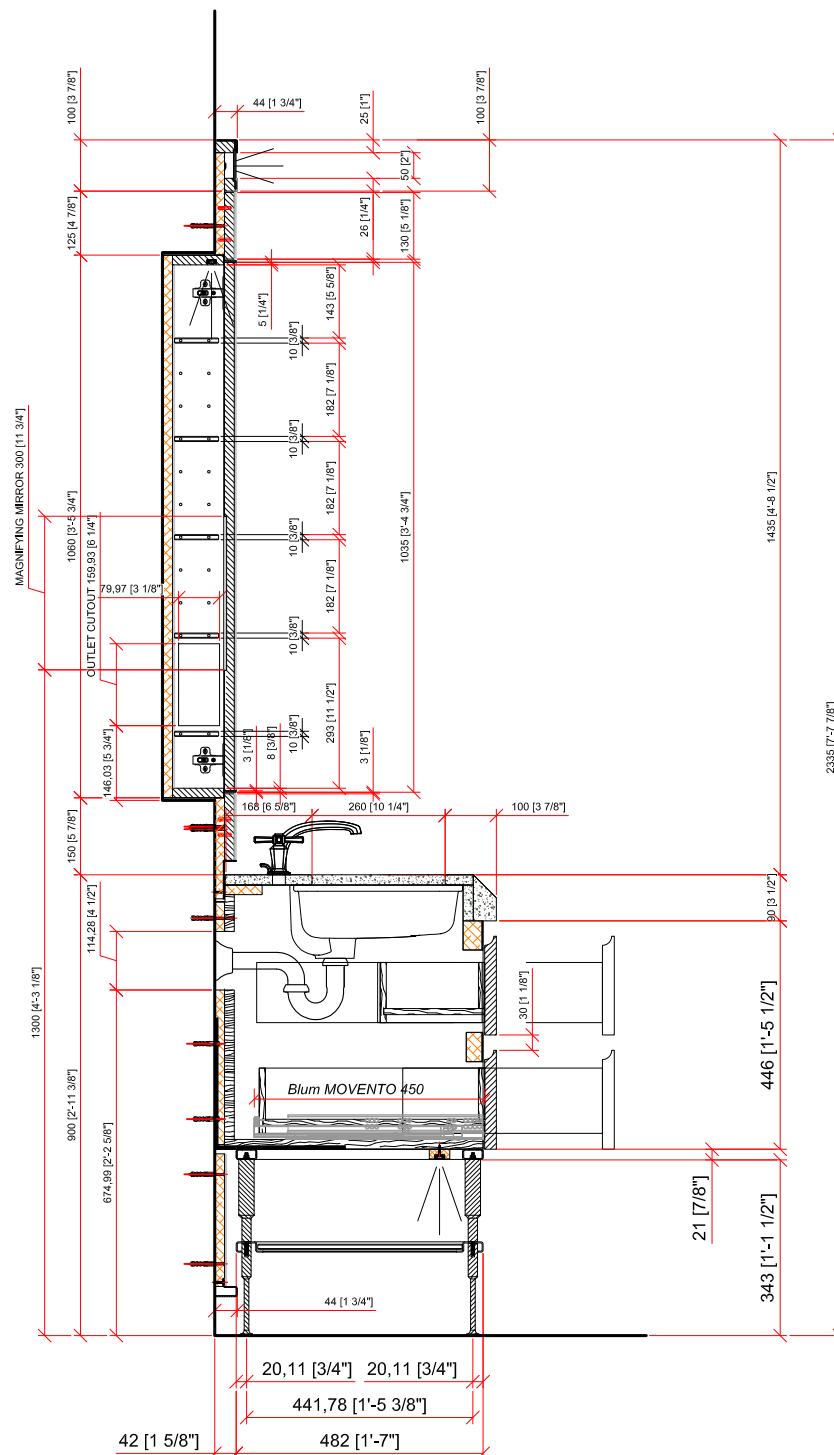 100 [3 7/8"]
44 [1 3/4"]
25 [1"]
100 [3 7/8"]
50 [2"]
125 [4 7/8"]
26 [1/4"]
130 [5 1/8"]
5 [1/4"]
143 [5 5/8"]
10 [3/8"]
182 [7 1/8"]
10 [3/8"]
182 [7 1/8"]
10 [3/8"]
182 [7 1/8"]
10 [3/8"]
293 [11 1/2"]
10 [3/8"]
1035 [3'-4 3/4"]
1435 [4'-8 1/2"]
2335 [7'-7 7/8"]
MAGNIFYING MIRROR 300 [11 3/4"]
1060 [3'-5 3/4"]
OUTLET CUTOUT 159,93 [6 1/4"]
79,97 [3 1/8"]
146,03 [5 3/4"]
3 [1/8"]
8 [3/8"]
3 [1/8"]
168 [6 5/8"]
260 [10 1/4"]
100 [3 7/8"]
150 [5 7/8"]
90 [3 1/2"]
114,28 [4 1/2"]
30 [1 1/8"]
446 [1'-5 1/2"]
1300 [4'-3 1/8"]
900 [2'-11 3/8"]
674,99 [2'-2 5/8"]
Blum MOVENTO 450
21 [7/8"]
343 [1'-1 1/2"]
44 [1 3/4"]
20,11 [3/4"]
20,11 [3/4"]
441,78 [1'-5 3/8"]
42 [1 5/8"]
482 [1'-7"]